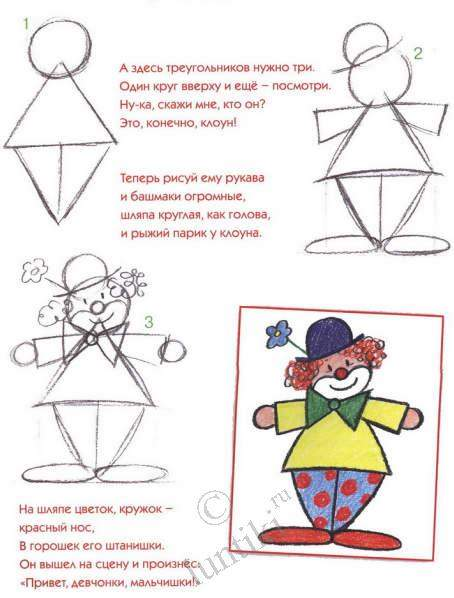 1
А здесь треугольников нужно три.
Один круг вверху и ещё – посмотри.
Ну-ка, скажи мне, кто он?
Это, конечно, клоун!
2
Теперь рисуй ему рукава
и башмаки огромные,
шляпа круглая, как голова,
и рыжий парик у клоуна.
3
На шляпе цветок, кружок –
красный нос,
В горошек его штанишки.
Он вышел на сцену и произнёс:
«Привет, девчонки, мальчишки!»
© luntiki.ru